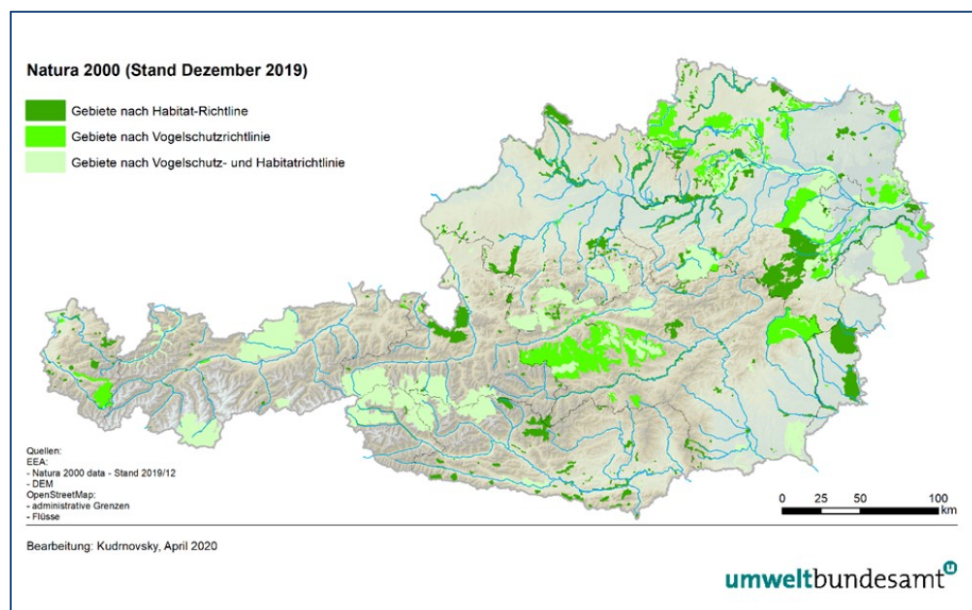 Natura 2000 (Stand Dezember 2019)
Gebiete nach Habitat-Richtline
Gebiete nach Vogelschutzrichtlinie
Gebiete nach Vogelschutz- und Habitatrichtlinie
Quellen:
EEA:
- Natura 2000 data - Stand 2019/12
- DEM
OpenStreetMap:
- administrative Grenzen
- Flüsse
0 25 50 100
km
Bearbeitung: Kudrnovsky, April 2020
umweltbundesamt u